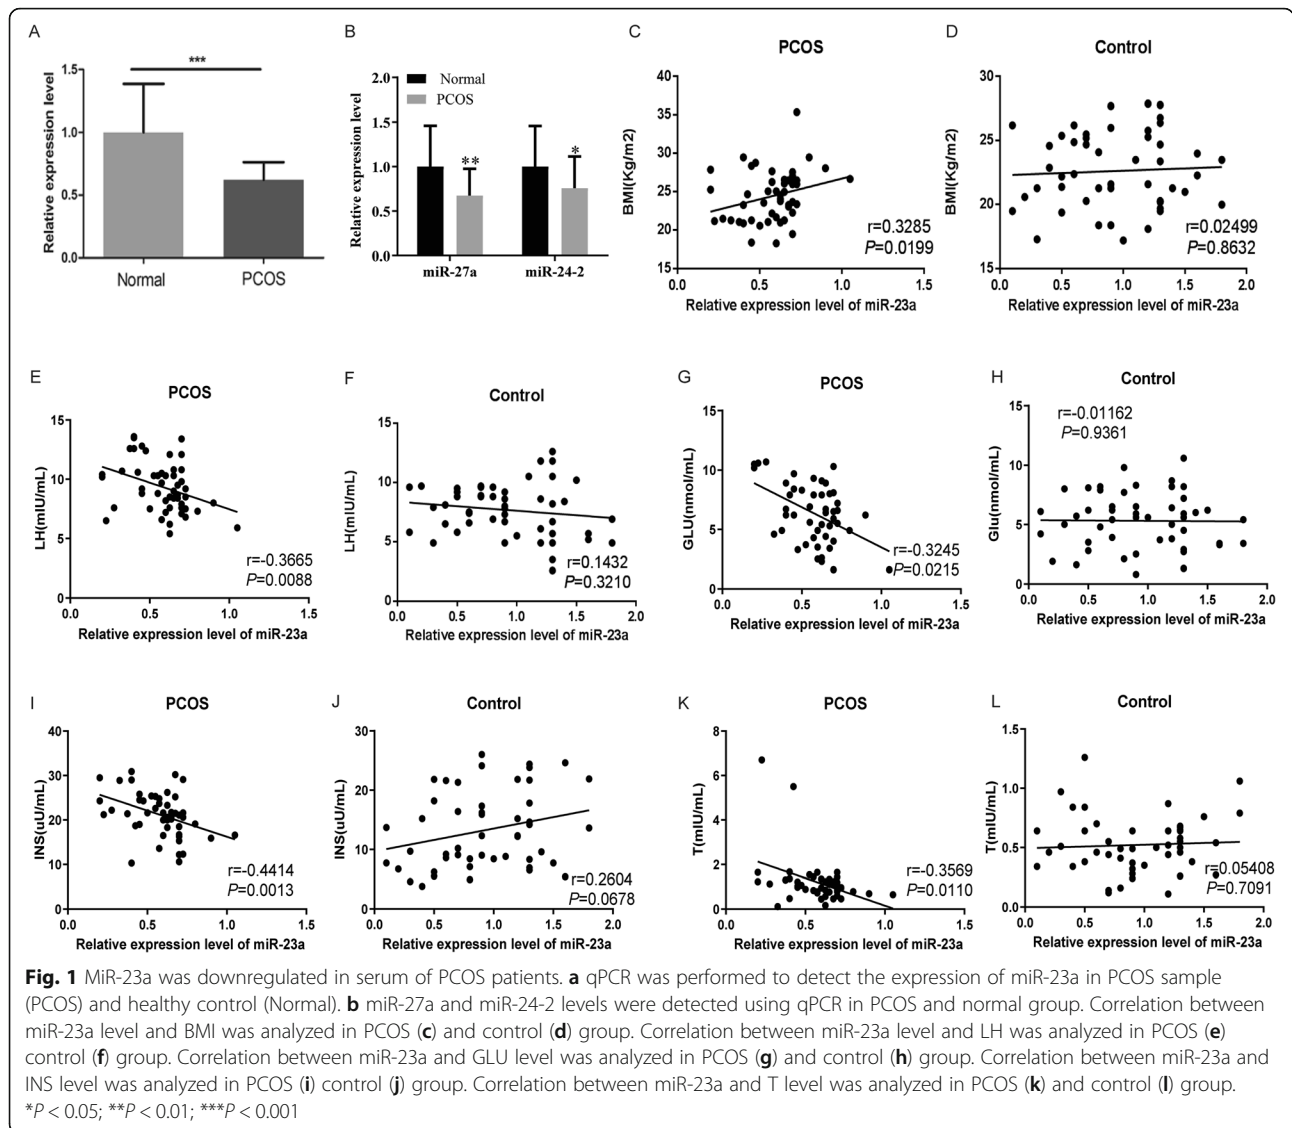 A
Relative expression level
1.5
1.0
0.5
0.0
***
Normal
PCOS
B
Relative expression level
2.0
1.5
1.0
0.5
0.0
Normal
PCOS
**
*
miR-27a
miR-24-2
C
PCOS
BMI(Kg/m2)
40
35
30
25
20
15
r=0.3285
P=0.0199
0.0 0.5 1.0 1.5
Relative expression level of miR-23a
D
Control
BMI(Kg/m2)
30
25
20
15
r=0.02499
P=0.8632
0.0 0.5 1.0 1.5 2.0
Relative expression level of miR-23a
E
PCOS
LH(mIU/mL)
15
10
5
0
r=-0.3665
P=0.0088
0.0 0.5 1.0 1.5
Relative expression level of miR-23a
F
Control
LH(mIU/mL)
15
10
5
0
r=0.1432
P=0.3210
0.0 0.5 1.0 1.5 2.0
Relative expression level of miR-23a
G
PCOS
GLU(nmol/mL)
15
10
5
0
r=-0.3245
P=0.0215
0.0 0.5 1.0 1.5
Relative expression level of miR-23a
H
Control
Glu(nmol/mL)
15
10
5
0
r=-0.01162
P=0.9361
0.0 0.5 1.0 1.5 2.0
Relative expression level of miR-23a
I
PCOS
INS(uU/mL)
40
30
20
10
0
r=-0.4414
P=0.0013
0.0 0.5 1.0 1.5
Relative expression level of miR-23a
J
Control
INS(uU/mL)
30
20
10
0
r=0.2604
P=0.0678
0.0 0.5 1.0 1.5 2.0
Relative expression level of miR-23a
K
PCOS
T(mIU/mL)
8
6
4
2
0
r=-0.3569
P=0.0110
0.0 0.5 1.0 1.5
Relative expression level of miR-23a
L
Control
T(mIU/mL)
1.5
1.0
0.5
0.0
r=0.05408
P=0.7091
0.0 0.5 1.0 1.5 2.0
Relative expression level of miR-23a
Fig. 1 MiR-23a was downregulated in serum of PCOS patients. a qPCR was performed to detect the expression of miR-23a in PCOS sample
(PCOS) and healthy control (Normal). b miR-27a and miR-24-2 levels were detected using qPCR in PCOS and normal group. Correlation between
miR-23a level and BMI was analyzed in PCOS (c) and control (d) group. Correlation between miR-23a level and LH was analyzed in PCOS (e)
control (f) group. Correlation between miR-23a and GLU level was analyzed in PCOS (g) and control (h) group. Correlation between miR-23a and
INS level was analyzed in PCOS (i) control (j) group. Correlation between miR-23a and T level was analyzed in PCOS (k) and control (l) group.
*P < 0.05; **P < 0.01; ***P < 0.001